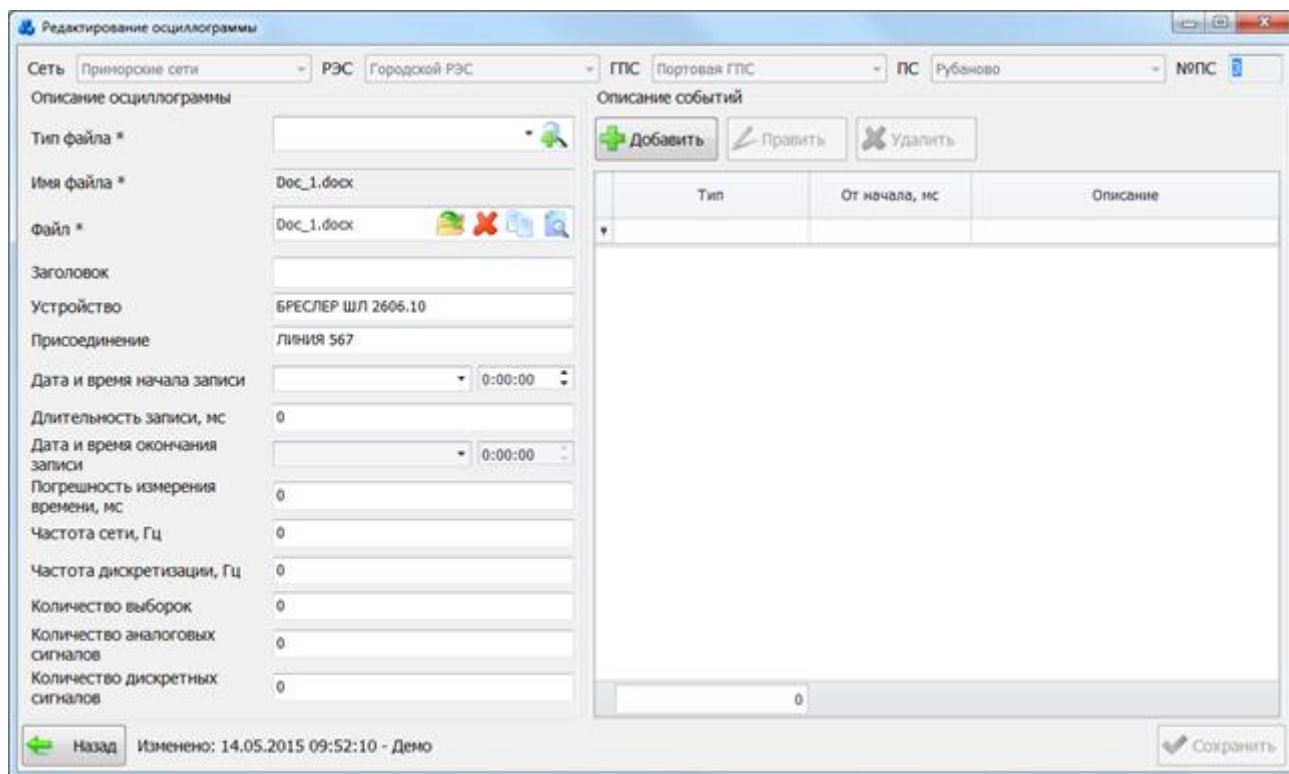 Редактирование осциллограммы
Сеть Приморские сети РЭС Городской РЭС ГПС Портовая ГПС ПС Рубаново №ПС 3
Описание осциллограммы
Тип файла *
Имя файла * Doc_1.docx
Файл * Doc_1.docx
Заголовок
Устройство БРЕСЛЕР ШЛ 2606.10
Присоединение ЛИНИЯ 567
Дата и время начала записи 0:00:00
Длительность записи, мс 0
Дата и время окончания
записи 0:00:00
Погрешность измерения
времени, мс 0
Частота сети, Гц 0
Частота дискретизации, Гц 0
Количество выборок 0
Количество аналоговых
сигналов 0
Количество дискретных
сигналов 0
Описание событий
Добавить Править Удалить
Тип От начала, мс Описание
0
Назад Изменено: 14.05.2015 09:52:10 - Демо Сохранить